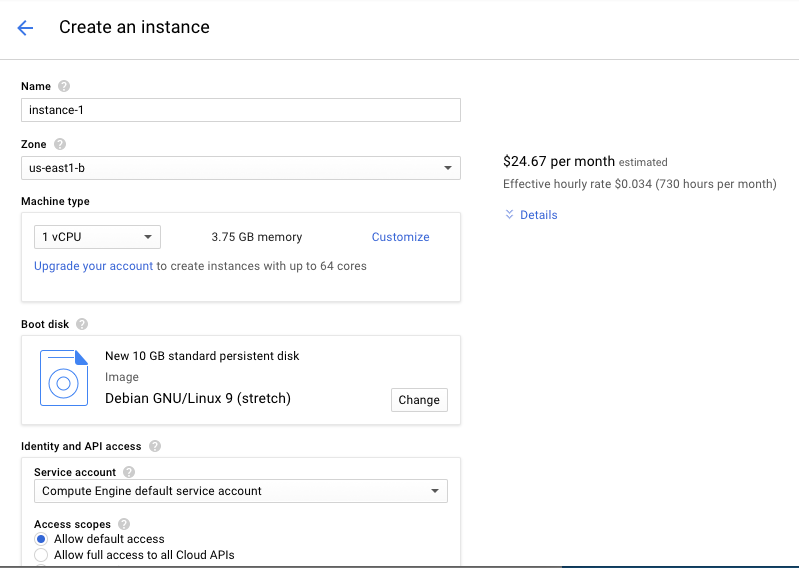 Create an instance
Name
instance-1
Zone
us-east1-b
$24.67 per month estimated
Effective hourly rate $0.034 (730 hours per month)
Details
Machine type
1 vCPU
3.75 GB memory
Customize
Upgrade your account to create instances with up to 64 cores
Boot disk
New 10 GB standard persistent disk
Image
Debian GNU/Linux 9 (stretch)
Change
Identity and API access
Service account
Compute Engine default service account
Access scopes
Allow default access
Allow full access to all Cloud APIs